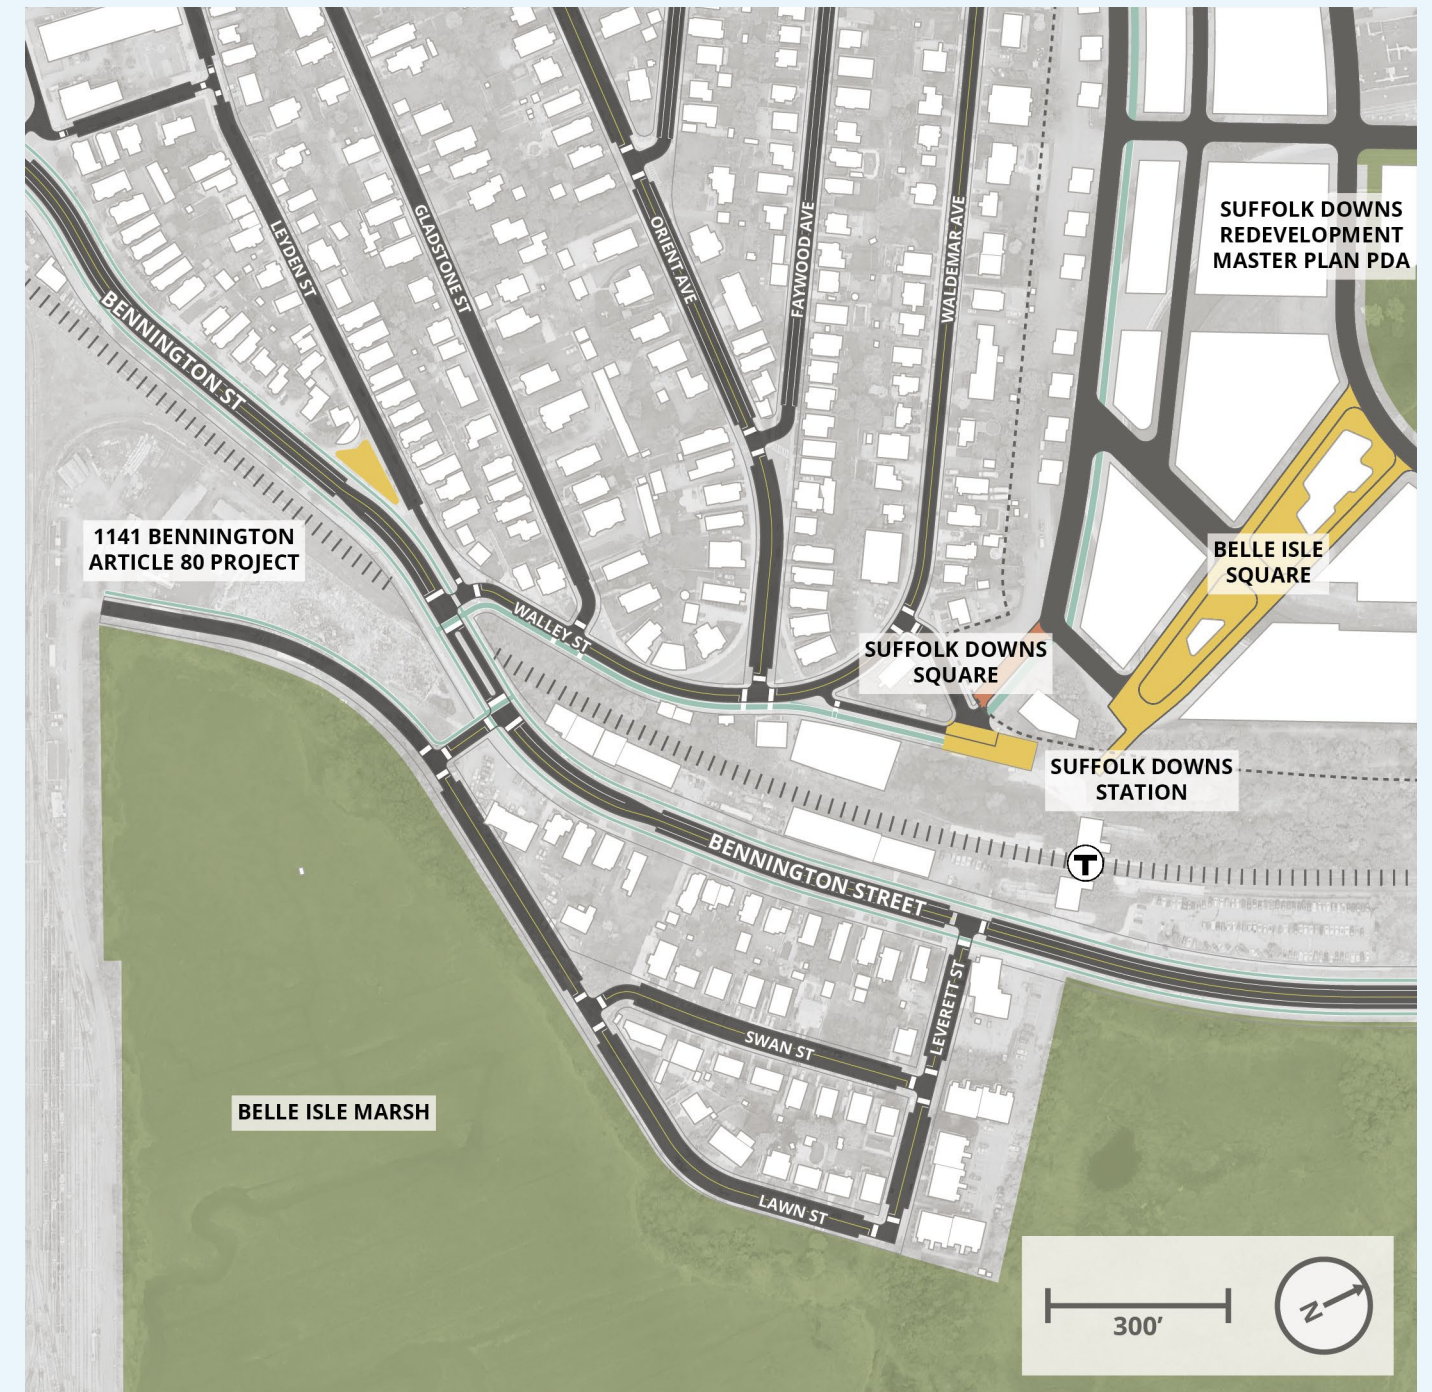 SUFFOLK DOWNS
REDEVELOPMENT
MASTER PLAN PDA
LEYDEN ST
GLADSTONE ST
ORIENT AVE
FAYWOOD AVE
WALDEMAR AVE
BENNINGTON ST
1141 BENNINGTON
ARTICLE 80 PROJECT
BELLE ISLE
SQUARE
WALLEY ST
SUFFOLK DOWNS
SQUARE
SUFFOLK DOWNS
STATION
T
BENNINGTON STREET
LEVERETT ST
SWAN ST
BELLE ISLE MARSH
LAWN ST
300’
N